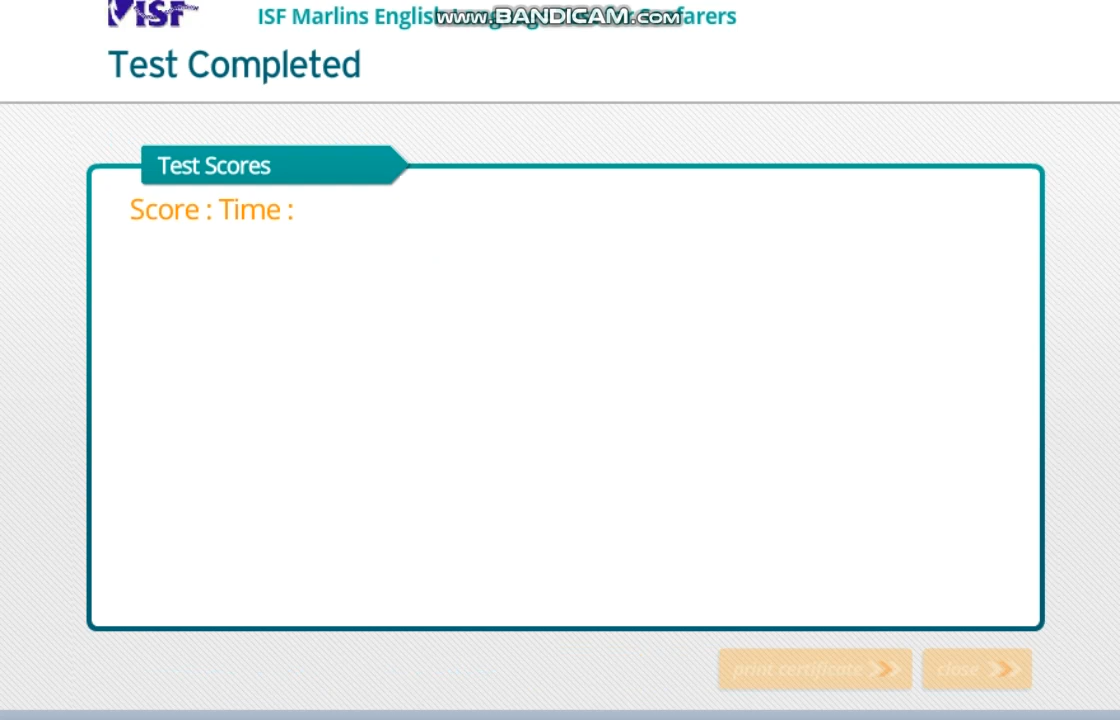 ISF
ISF Marlins English
www.BANDICAM.com
farers
Test Completed
Test Scores
Score : Time :
print certificate
close